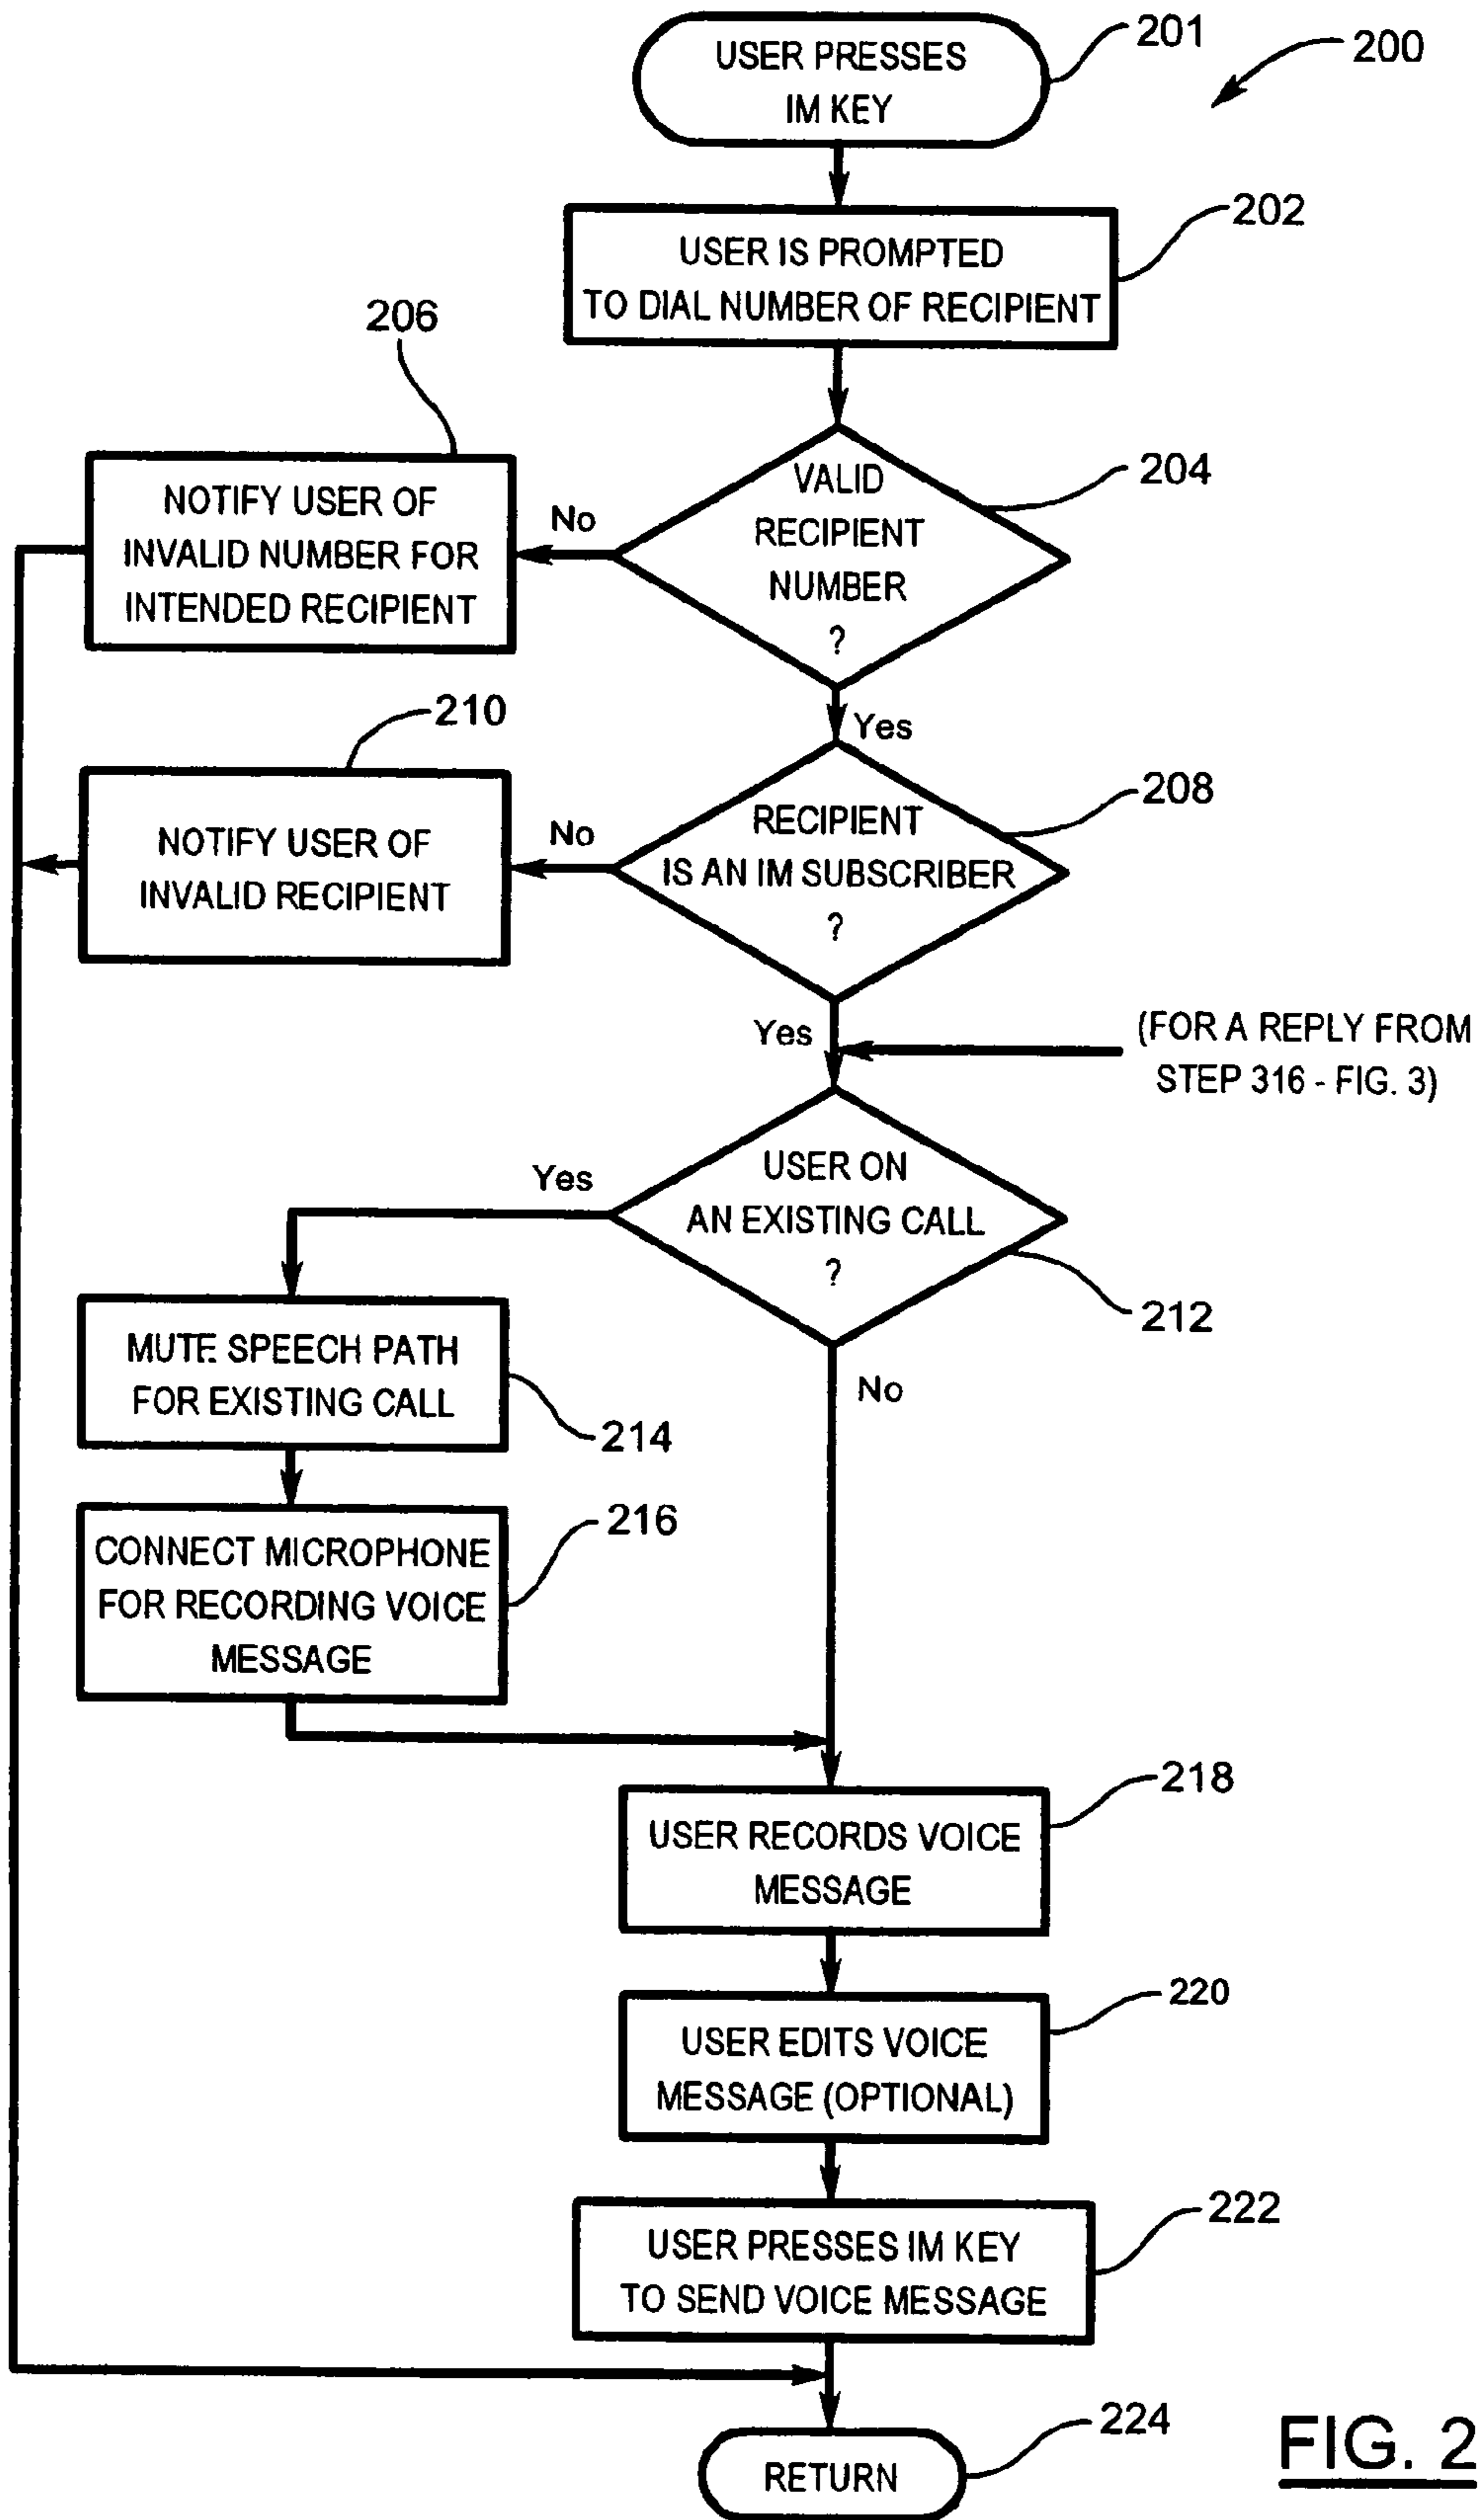 USER PRESSES
IM KEY
201
200
USER IS PROMPTED
TO DIAL NUMBER OF RECIPIENT
202
206
VALID
RECIPIENT
NUMBER
?
204
No
NOTIFY USER OF
INVALID NUMBER FOR
INTENDED RECIPIENT
Yes
210
RECIPIENT
IS AN IM SUBSCRIBER
?
208
No
NOTIFY USER OF
INVALID RECIPIENT
Yes
(FOR A REPLY FROM
STEP 316 - FIG. 3)
USER ON
AN EXISTING CALL
?
212
Yes
No
MUTE SPEECH PATH
FOR EXISTING CALL
214
CONNECT MICROPHONE
FOR RECORDING VOICE
MESSAGE
216
USER RECORDS VOICE
MESSAGE
218
USER EDITS VOICE
MESSAGE (OPTIONAL)
220
USER PRESSES IM KEY
TO SEND VOICE MESSAGE
222
RETURN
224
FIG. 2